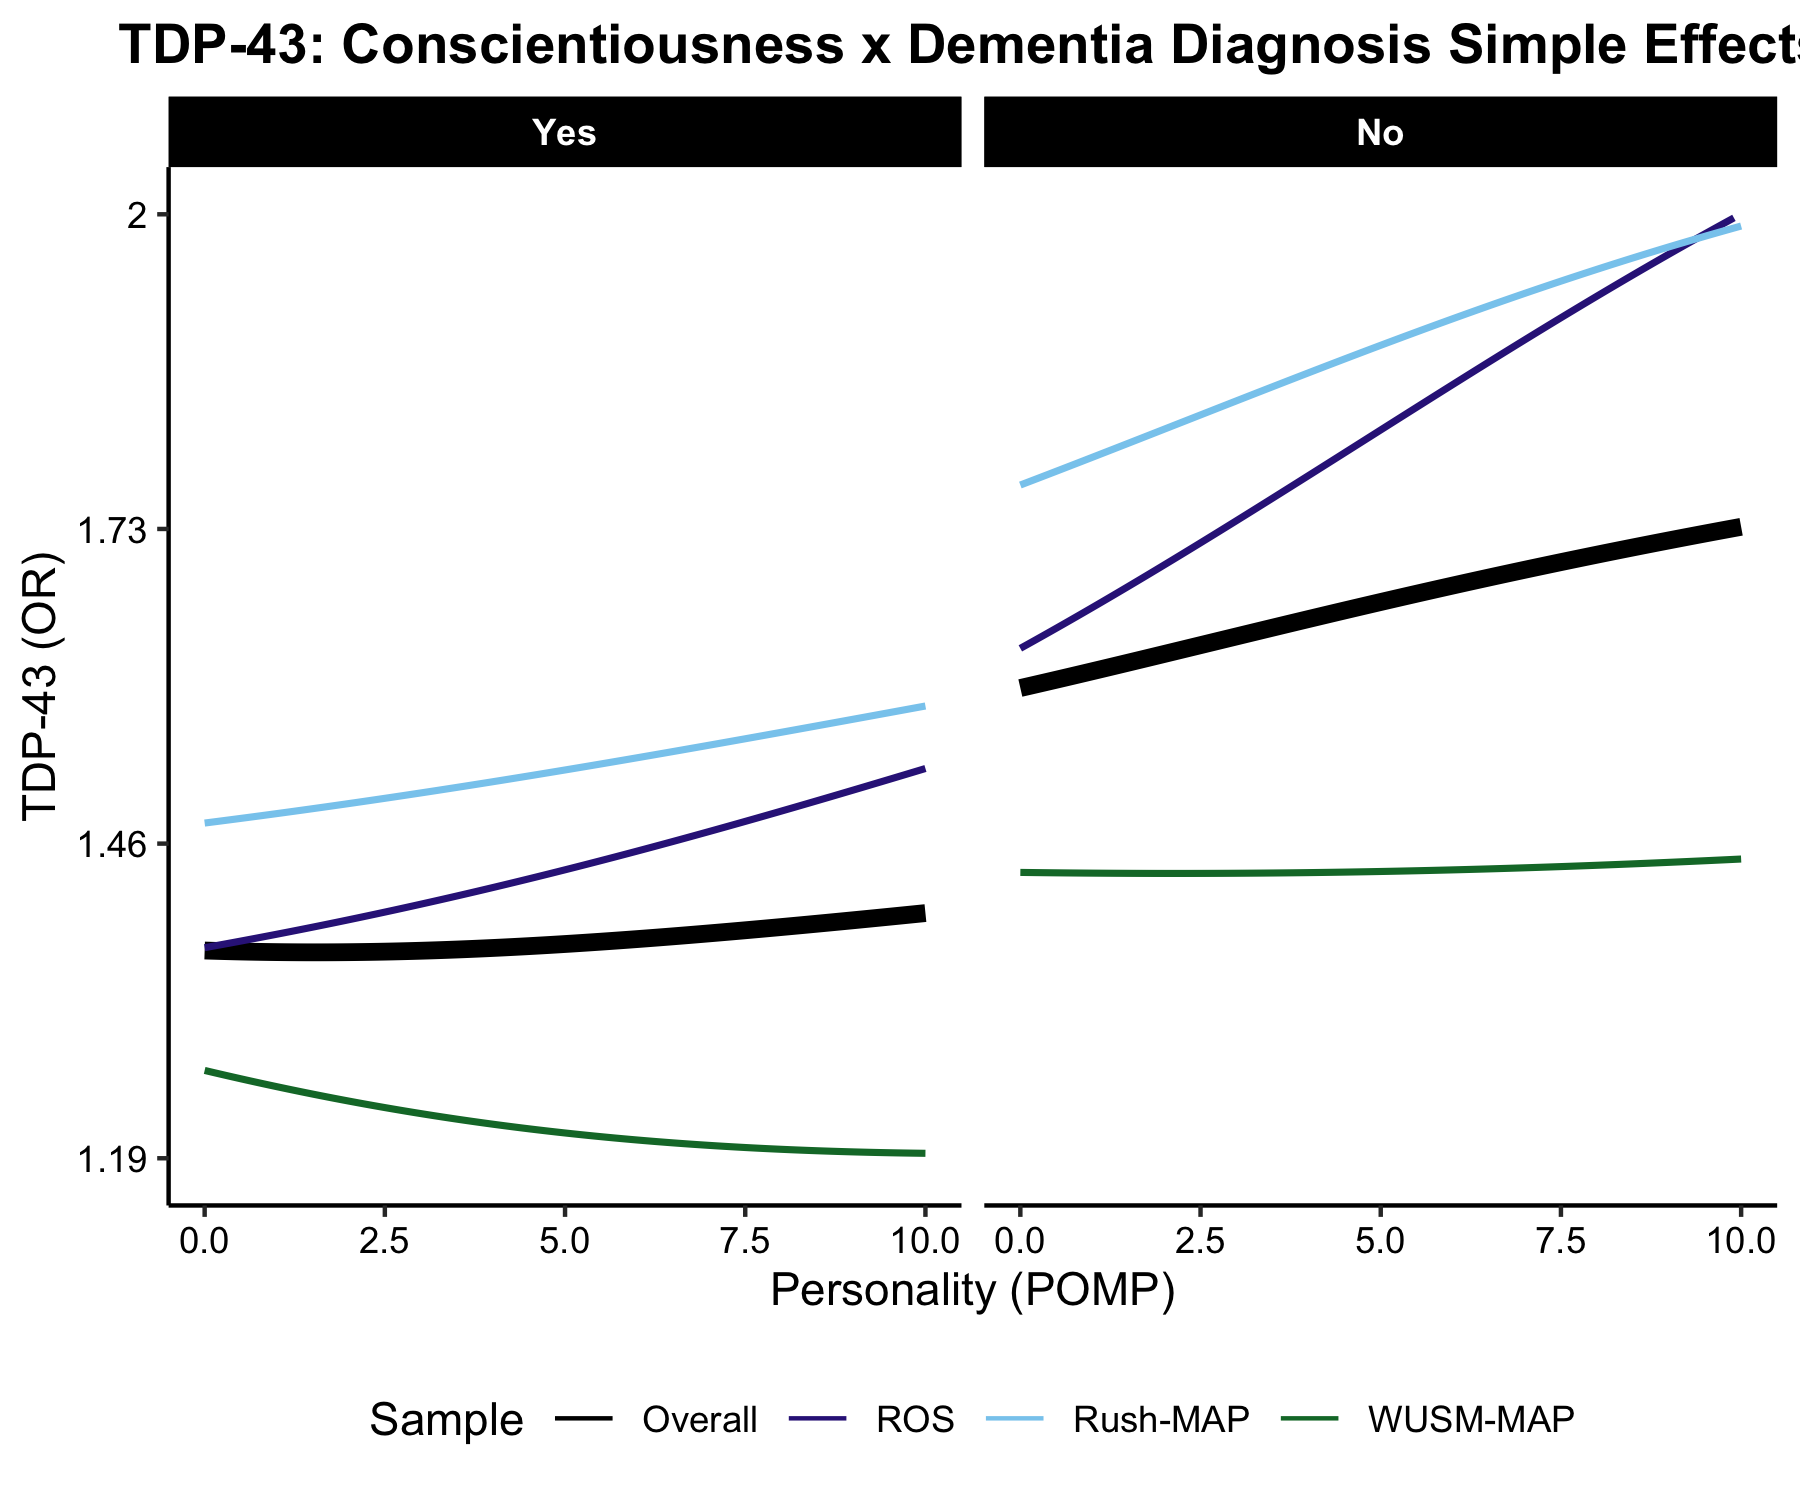 TDP-43: Conscientiousness x Dementia Diagnosis Simple Effects
Yes
No
2
1.73
1.46
1.19
TDP-43 (OR)
0.0 2.5 5.0 7.5 10.0
0.0 2.5 5.0 7.5 10.0
Personality (POMP)
Sample Overall ROS Rush-MAP WUSM-MAP